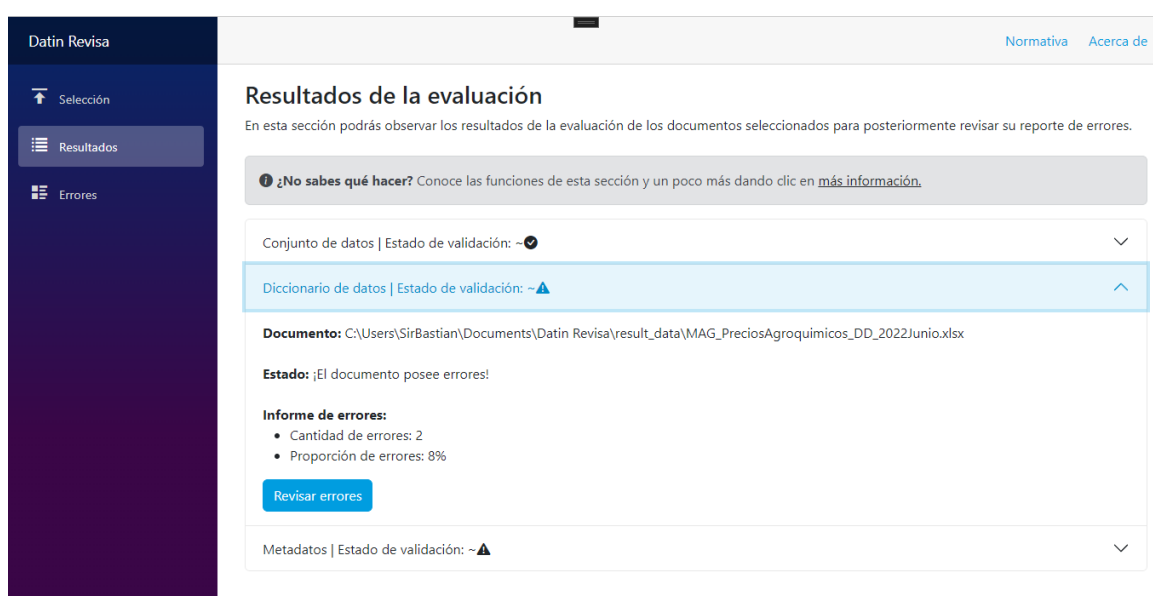 Datin Revisa
Normativa Acerca de
Selección
Resultados
Errores
Resultados de la evaluación
En esta sección podrás observar los resultados de la evaluación de los documentos seleccionados para posteriormente revisar su reporte de errores.
¿No sabes qué hacer? Conoce las funciones de esta sección y un poco más dando clic en más información.
Conjunto de datos | Estado de validación: ~
Diccionario de datos | Estado de validación: ~
Documento: C:\Users\SirBastian\Documents\Datin Revisa\result_data\MAG_PreciosAgroquimicos_DD_2022Junio.xlsx
Estado: ¡El documento posee errores!
Informe de errores:
• Cantidad de errores: 2
• Proporción de errores: 8%
Revisar errores
Metadatos | Estado de validación: ~